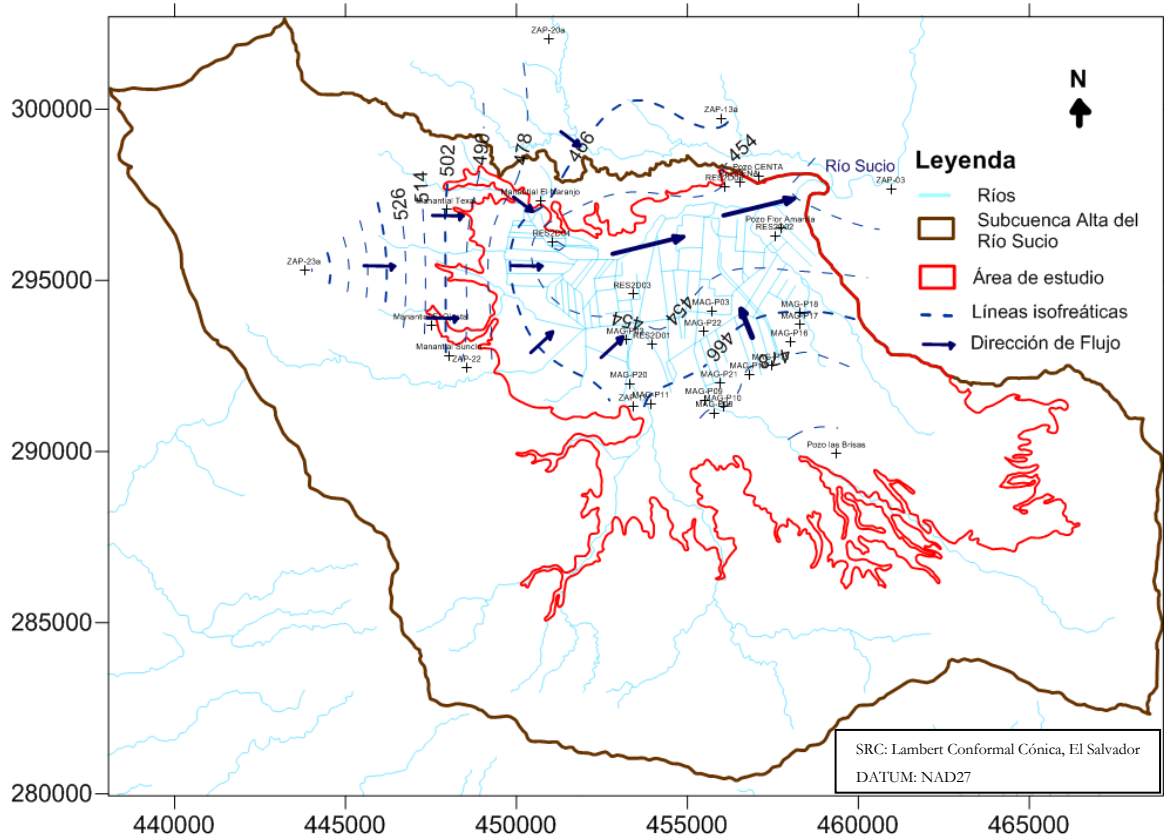 300000
295000
290000
285000
280000
440000
445000
450000
455000
460000
465000
ZAP-20a
ZAP-13a
454
466
478
490
502
514
526
Pozo CENTA
ZAP-03
Río Sucio
N
Leyenda
Ríos
Subcuenca Alta del
Río Sucio
Área de estudio
Líneas isofreáticas
Dirección de Flujo
Manantial El Naranjo
Manantial Texal
RES2D04
Pozo Flor Amarilla
RES2D02
ZAP-23a
RES2D03
MAG-P03
MAG-P18
MAG-P17
454
454
MAG-P22
MAG-P16
RES2D01
466
478
Manantial Suncita
ZAP-22
MAG-P20
MAG-P21
MAG-P11
MAG-P09
MAG-P10
Pozo las Brisas
SRC: Lambert Conformal Cónica, El Salvador
DATUM: NAD27